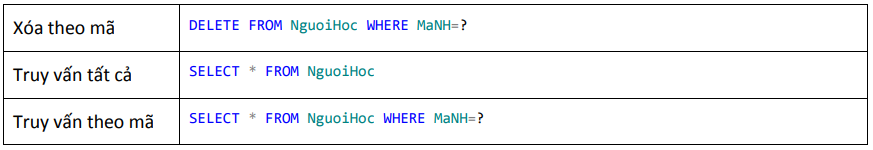 Xóa theo mã DELETE FROM NguoiHoc WHERE MaNH=?
Truy vấn tất cả SELECT * FROM NguoiHoc
Truy vấn theo mã SELECT * FROM NguoiHoc WHERE MaNH=?